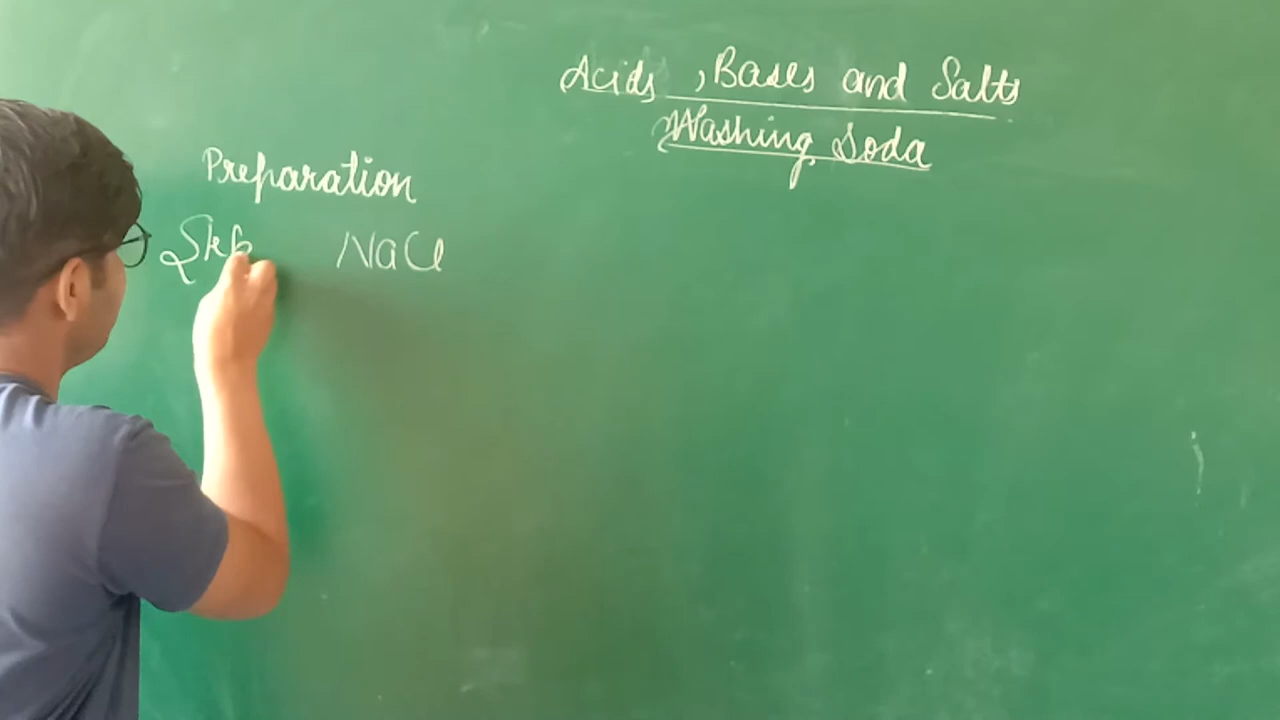 Acids, Bases and Salts
Washing Soda
Preparation
Step NaCl